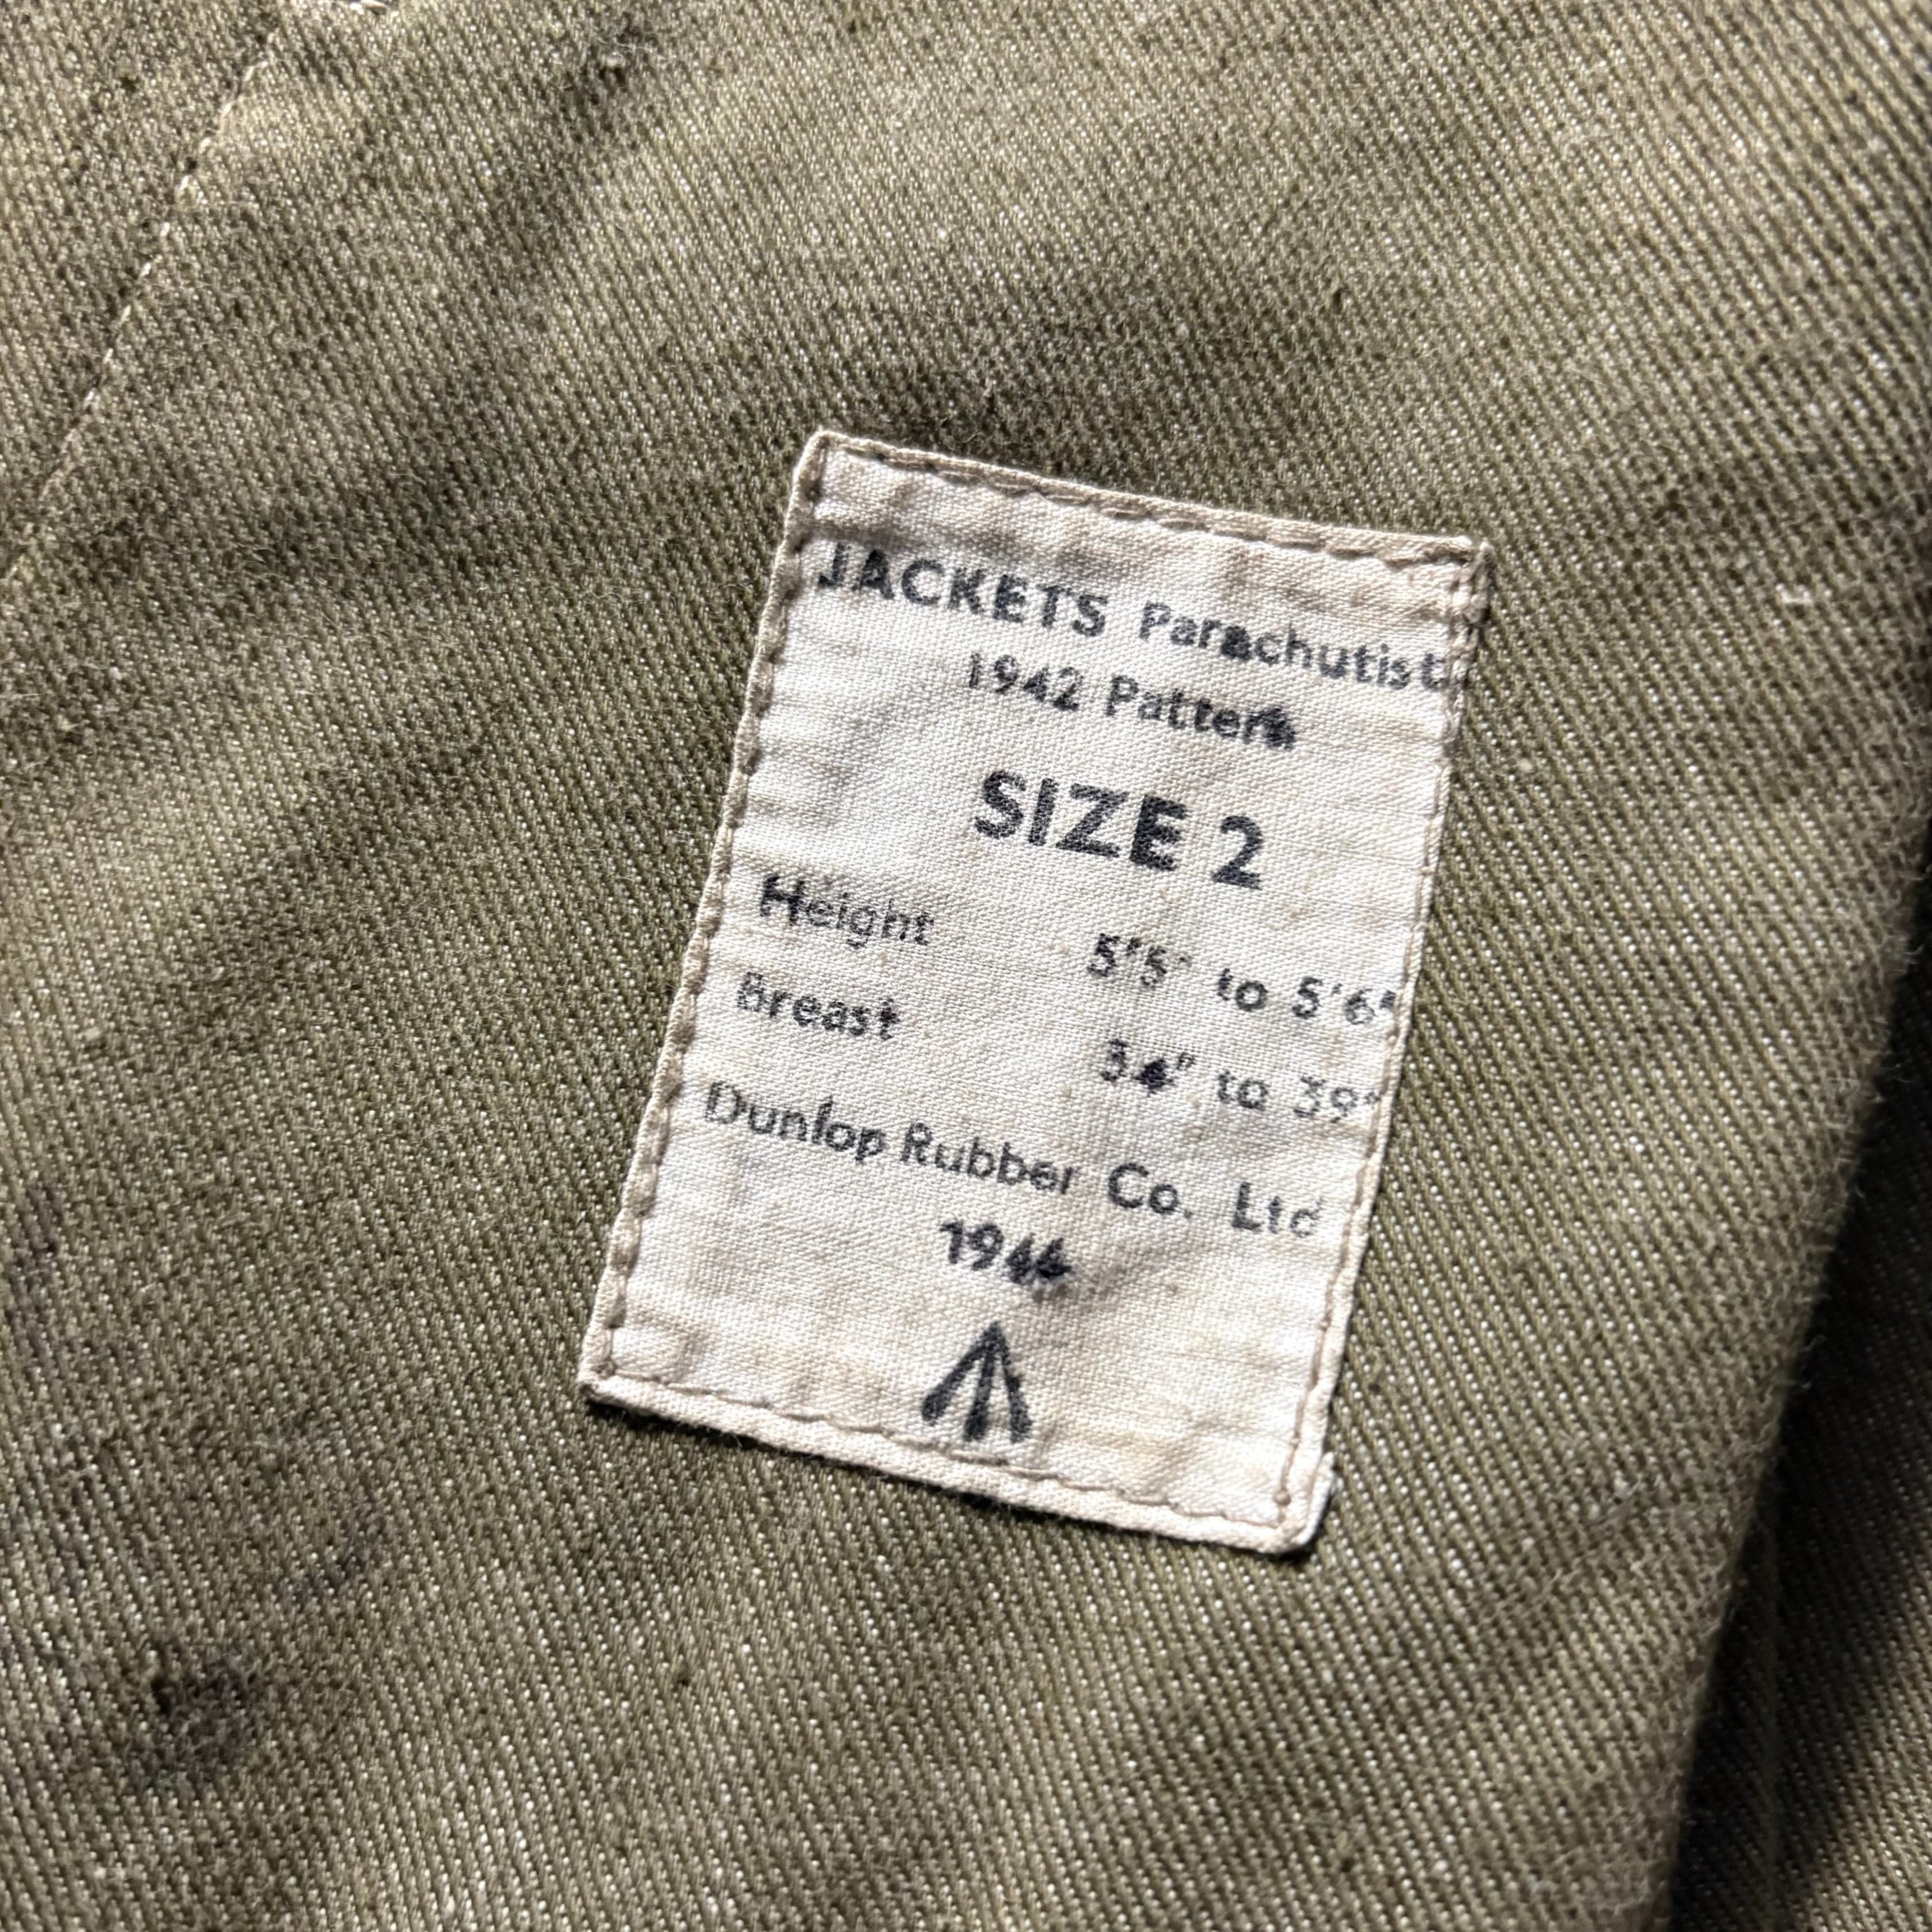 JACKETS Parachutist
1942 Pattern
SIZE 2
Height 5'5" to 5'6"
Breast 34" to 39"
Dunlop Rubber Co. Ltd
1944